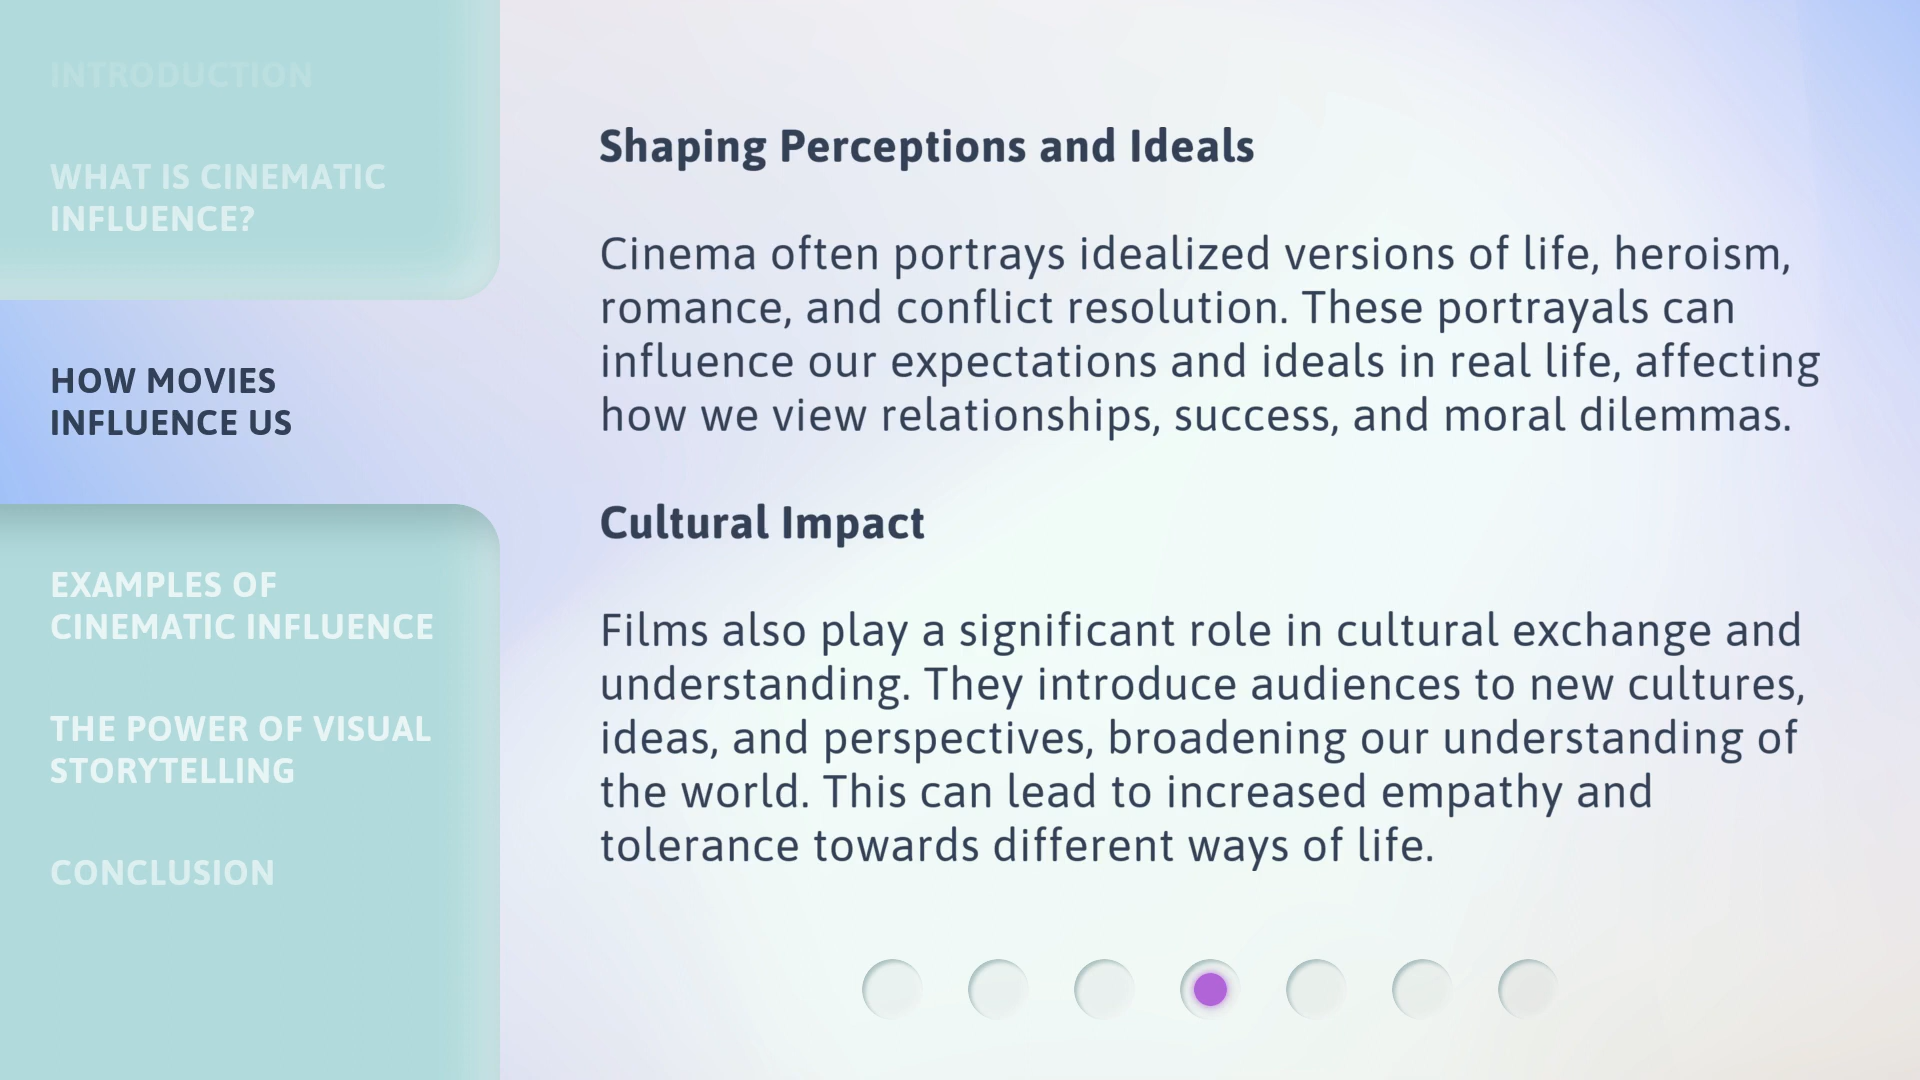 INTRODUCTION
WHAT IS CINEMATIC
INFLUENCE?
HOW MOVIES
INFLUENCE US
EXAMPLES OF
CINEMATIC INFLUENCE
THE POWER OF VISUAL
STORYTELLING
CONCLUSION
Shaping Perceptions and Ideals
Cinema often portrays idealized versions of life, heroism,
romance, and conflict resolution. These portrayals can
influence our expectations and ideals in real life, affecting
how we view relationships, success, and moral dilemmas.
Cultural Impact
Films also play a significant role in cultural exchange and
understanding. They introduce audiences to new cultures,
ideas, and perspectives, broadening our understanding of
the world. This can lead to increased empathy and
tolerance towards different ways of life.